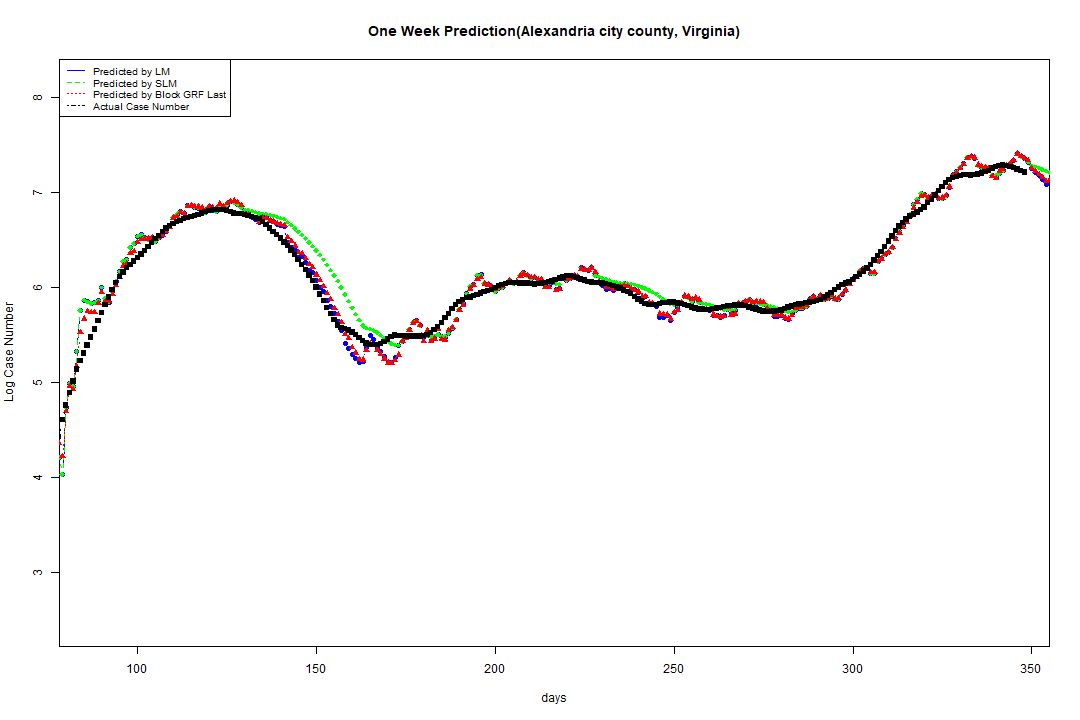 One Week Prediction(Alexandria city county, Virginia)
Predicted by LM
Predicted by SLM
Predicted by Block GRF Last
Actual Case Number
8
7
6
5
4
3
Log Case Number
100 150 200 250 300 350
days